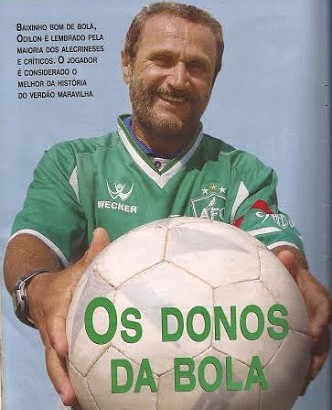 BAIXINHO BOM DE BOLA,
ODILON É LEMBRADO PELA
MAIORIA DOS ALECRINESES
E CRÍTICOS. O JOGADOR
É CONSIDERADO O
MELHOR DA HISTÓRIA
DO VERDÃO MARAVILHA
WECKER
AFC
OS DONOS
DA BOLA